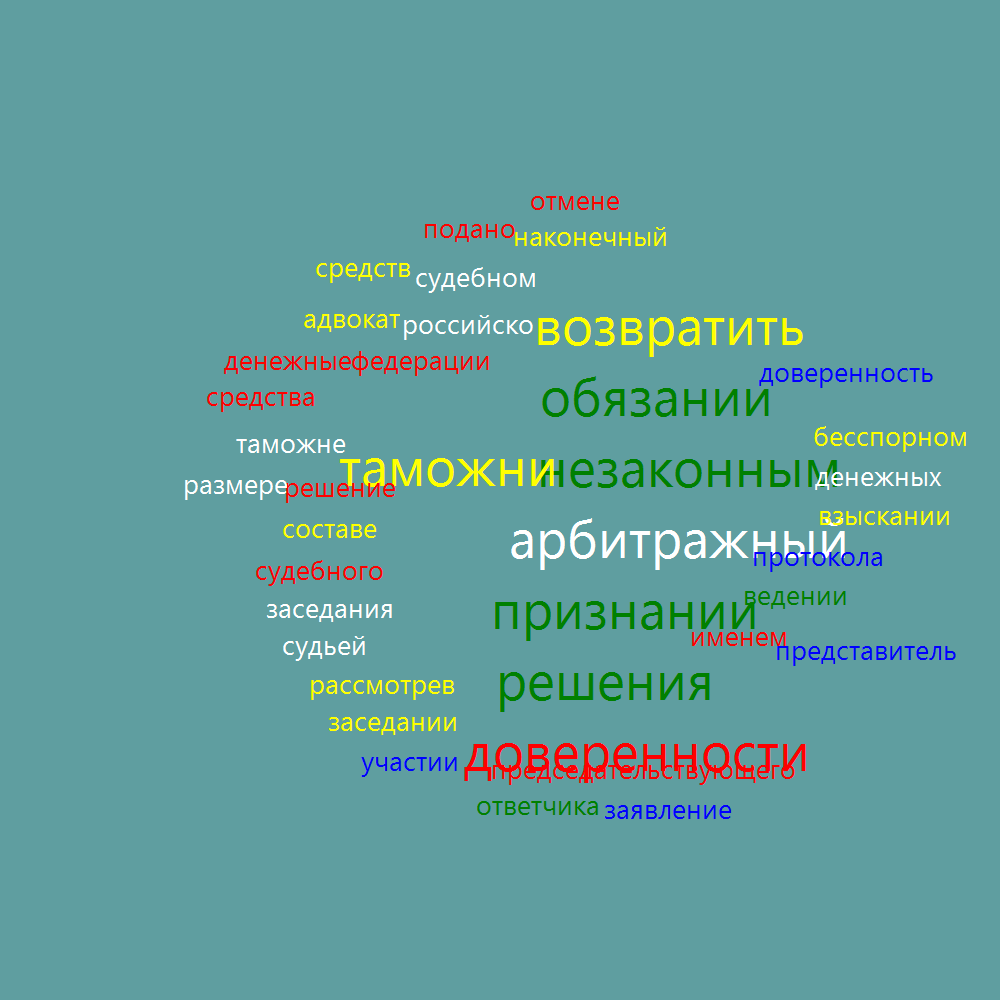 отмене
подано
наконечный
средств
судебном
адвокат
российско
возвратить
денежныефедерации
доверенность
средства
обязании
бесспорном
таможне
таможни
незаконным
денежных
размере
решение
взыскании
составе
арбитражный
протокола
судебного
ведении
заседания
признании
именем
судьей
представитель
рассмотрев
решения
заседании
доверенности
участии
председательствующего
ответчика
заявление